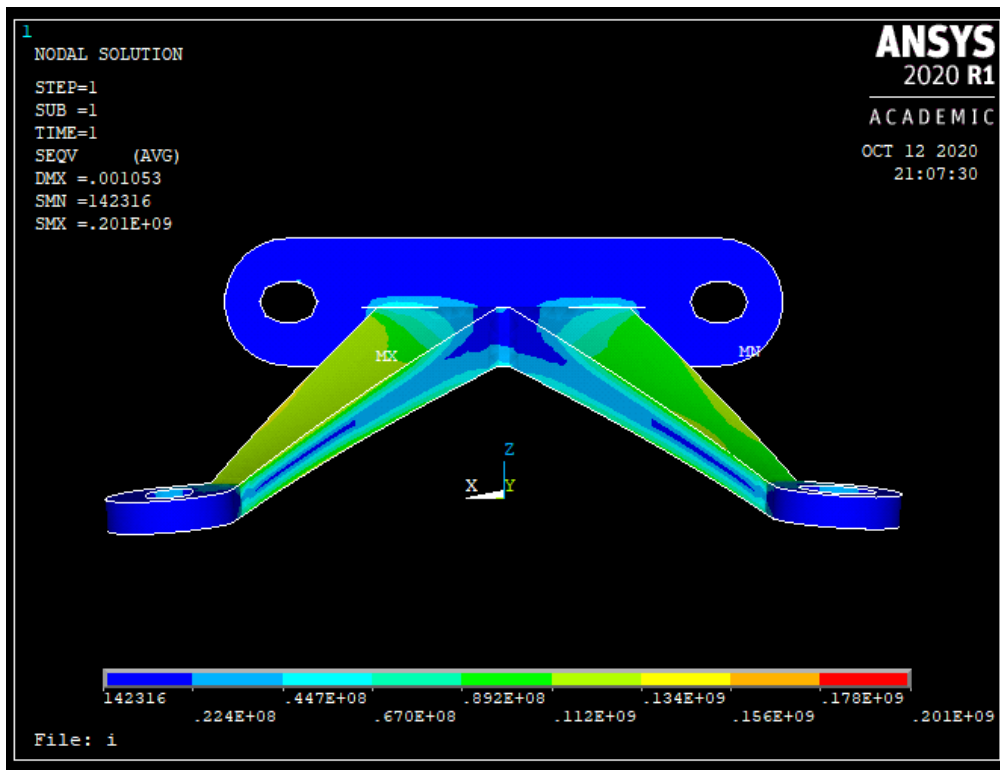 1
NODAL SOLUTION
STEP=1
SUB =1
TIME=1
SEQV (AVG)
DMX =.001053
SMN =142316
SMX =.201E+09
ANSYS
2020 R1
ACADEMIC
OCT 12 2020
21:07:30
MX
MN
Z
X Y
142316 .447E+08 .892E+08 .134E+09 .178E+09
.224E+08 .670E+08 .112E+09 .156E+09 .201E+09
File: i